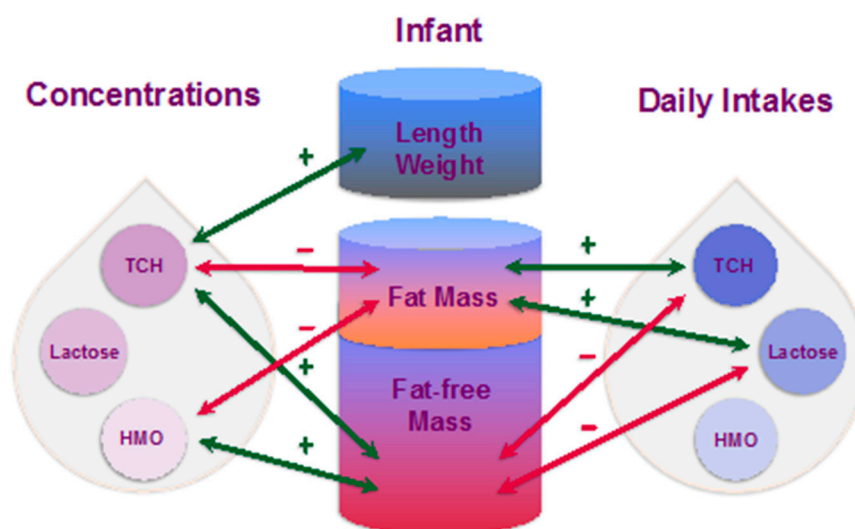 Infant
Concentrations
Daily Intakes
Length
Weight
+
TCH
−
+
TCH
Fat Mass
+
−
Lactose
+
−
Lactose
Fat-free
Mass
−
HMO
+
HMO